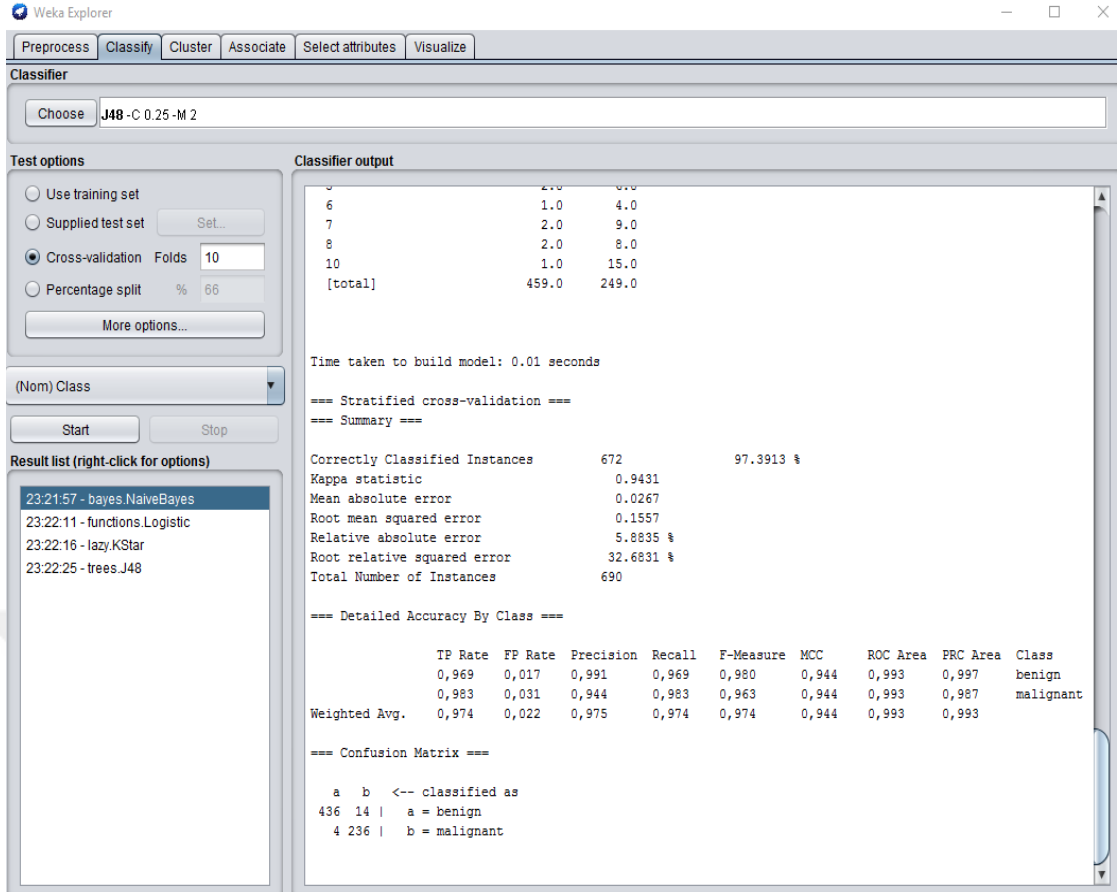 Weka Explorer
Preprocess Classify Cluster Associate Select attributes Visualize
Classifier
Choose J48 -C 0.25 -M 2
Test options
Use training set
Supplied test set Set...
Cross-validation Folds 10
Percentage split % 66
More options...
(Nom) Class
Start Stop
Result list (right-click for options)
23:21:57 - bayes.NaiveBayes
23:22:11 - functions.Logistic
23:22:16 - lazy.KStar
23:22:25 - trees.J48
Classifier output
6 1.0 4.0
7 2.0 9.0
8 2.0 8.0
10 1.0 15.0
[total] 459.0 249.0
Time taken to build model: 0.01 seconds
=== Stratified cross-validation ===
=== Summary ===
Correctly Classified Instances 672 97.3913 %
Kappa statistic 0.9431
Mean absolute error 0.0267
Root mean squared error 0.1557
Relative absolute error 5.8835 %
Root relative squared error 32.6831 %
Total Number of Instances 690
=== Detailed Accuracy By Class ===
TP Rate FP Rate Precision Recall F-Measure MCC ROC Area PRC Area Class
0,969 0,017 0,991 0,969 0,980 0,944 0,993 0,997 benign
0,983 0,031 0,944 0,983 0,963 0,944 0,993 0,987 malignant
Weighted Avg. 0,974 0,022 0,975 0,974 0,974 0,944 0,993 0,993
=== Confusion Matrix ===
a b <-- classified as
436 14 | a = benign
4 236 | b = malignant